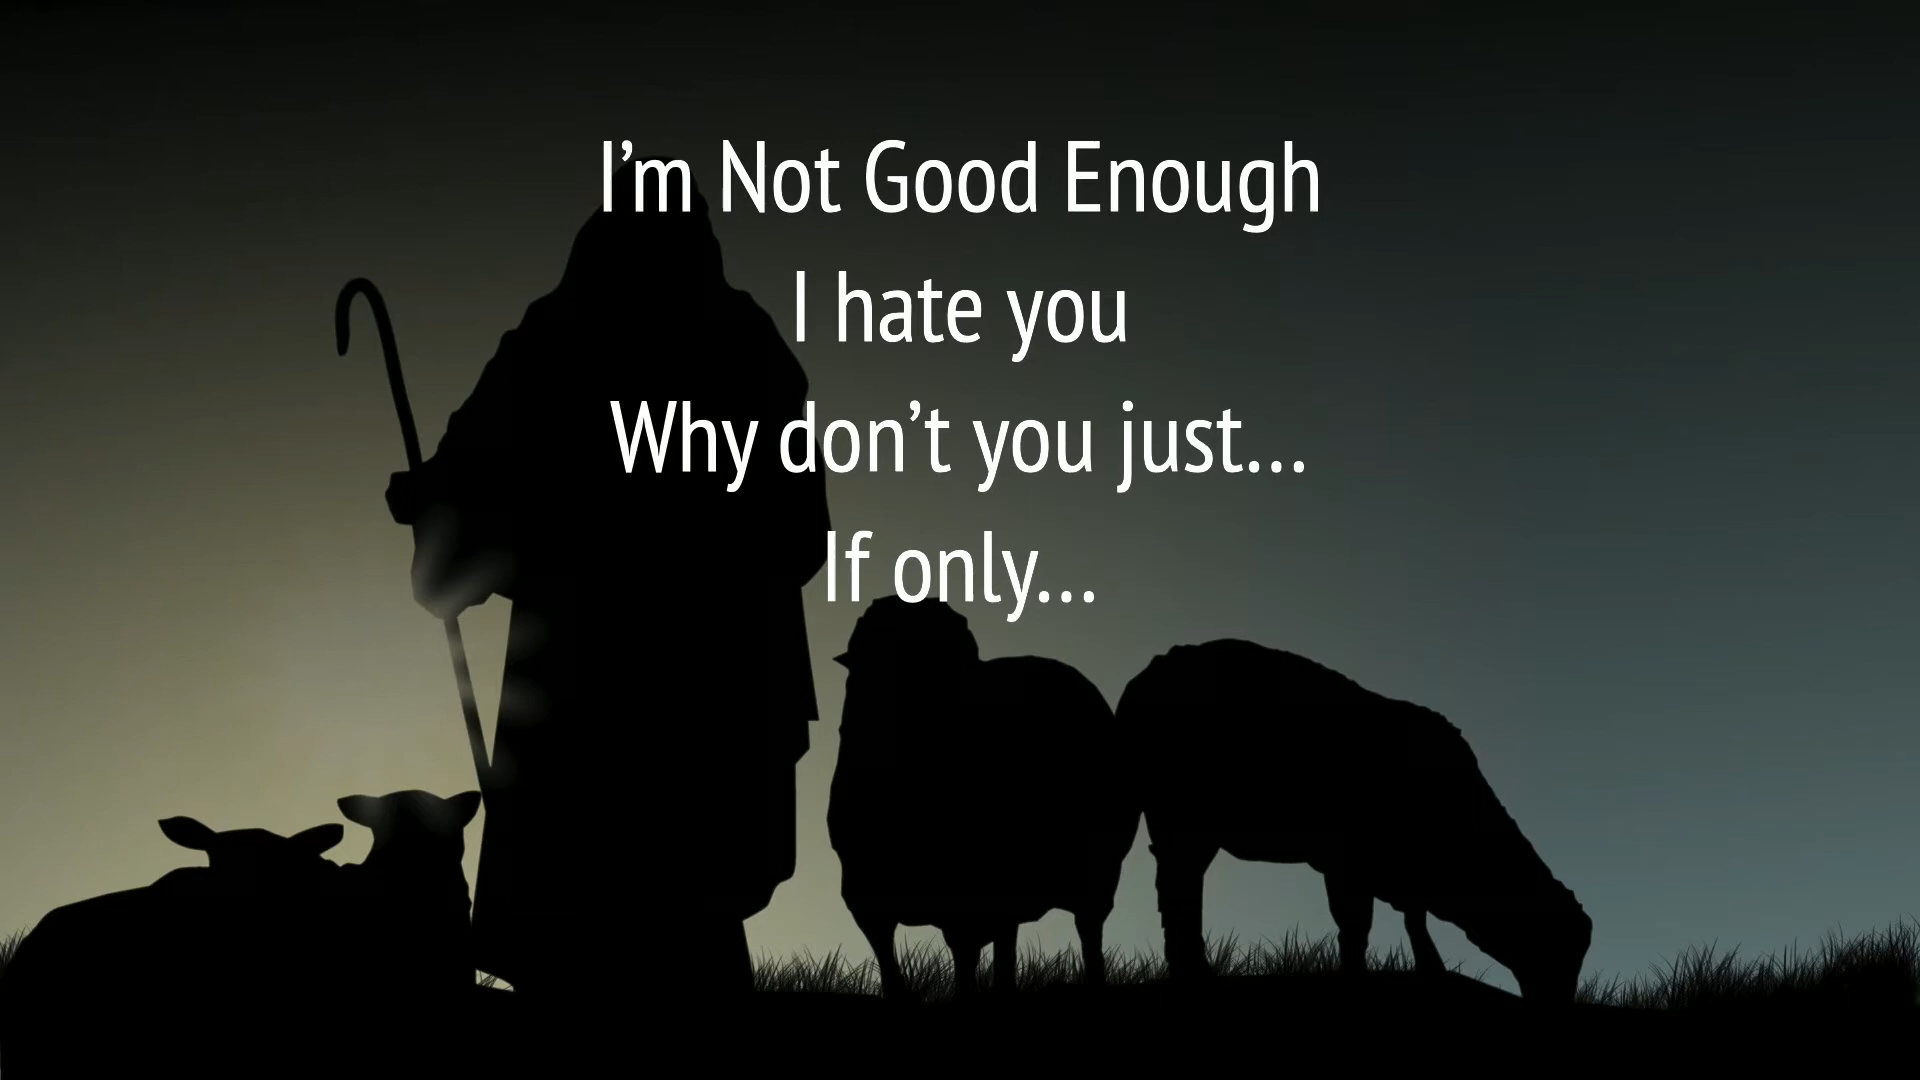 I’m Not Good Enough
I hate you
Why don’t you just...
If only...